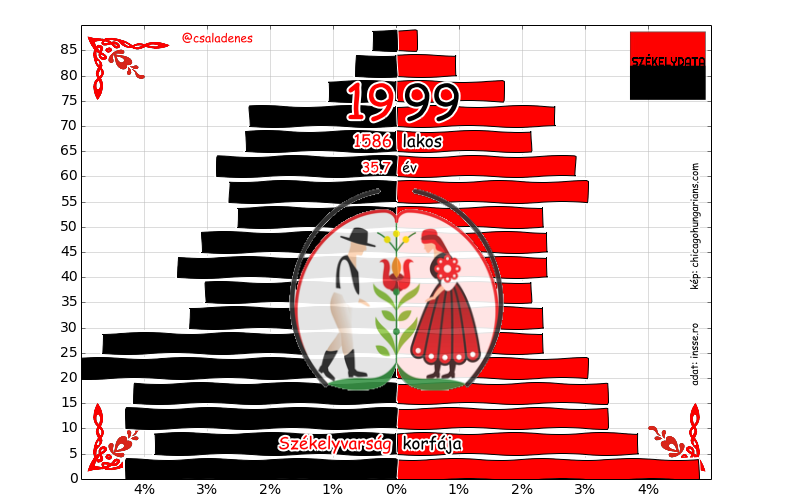 @csaladenes
SZÉKELYDATA
1999
1586 lakos
35.7 év
kép: chicagohungarians.com
adat: insse.ro
Székelyvarság korfája
85
80
75
70
65
60
55
50
45
40
35
30
25
20
15
10
5
0
4% 3% 2% 1% 0% 1% 2% 3% 4%